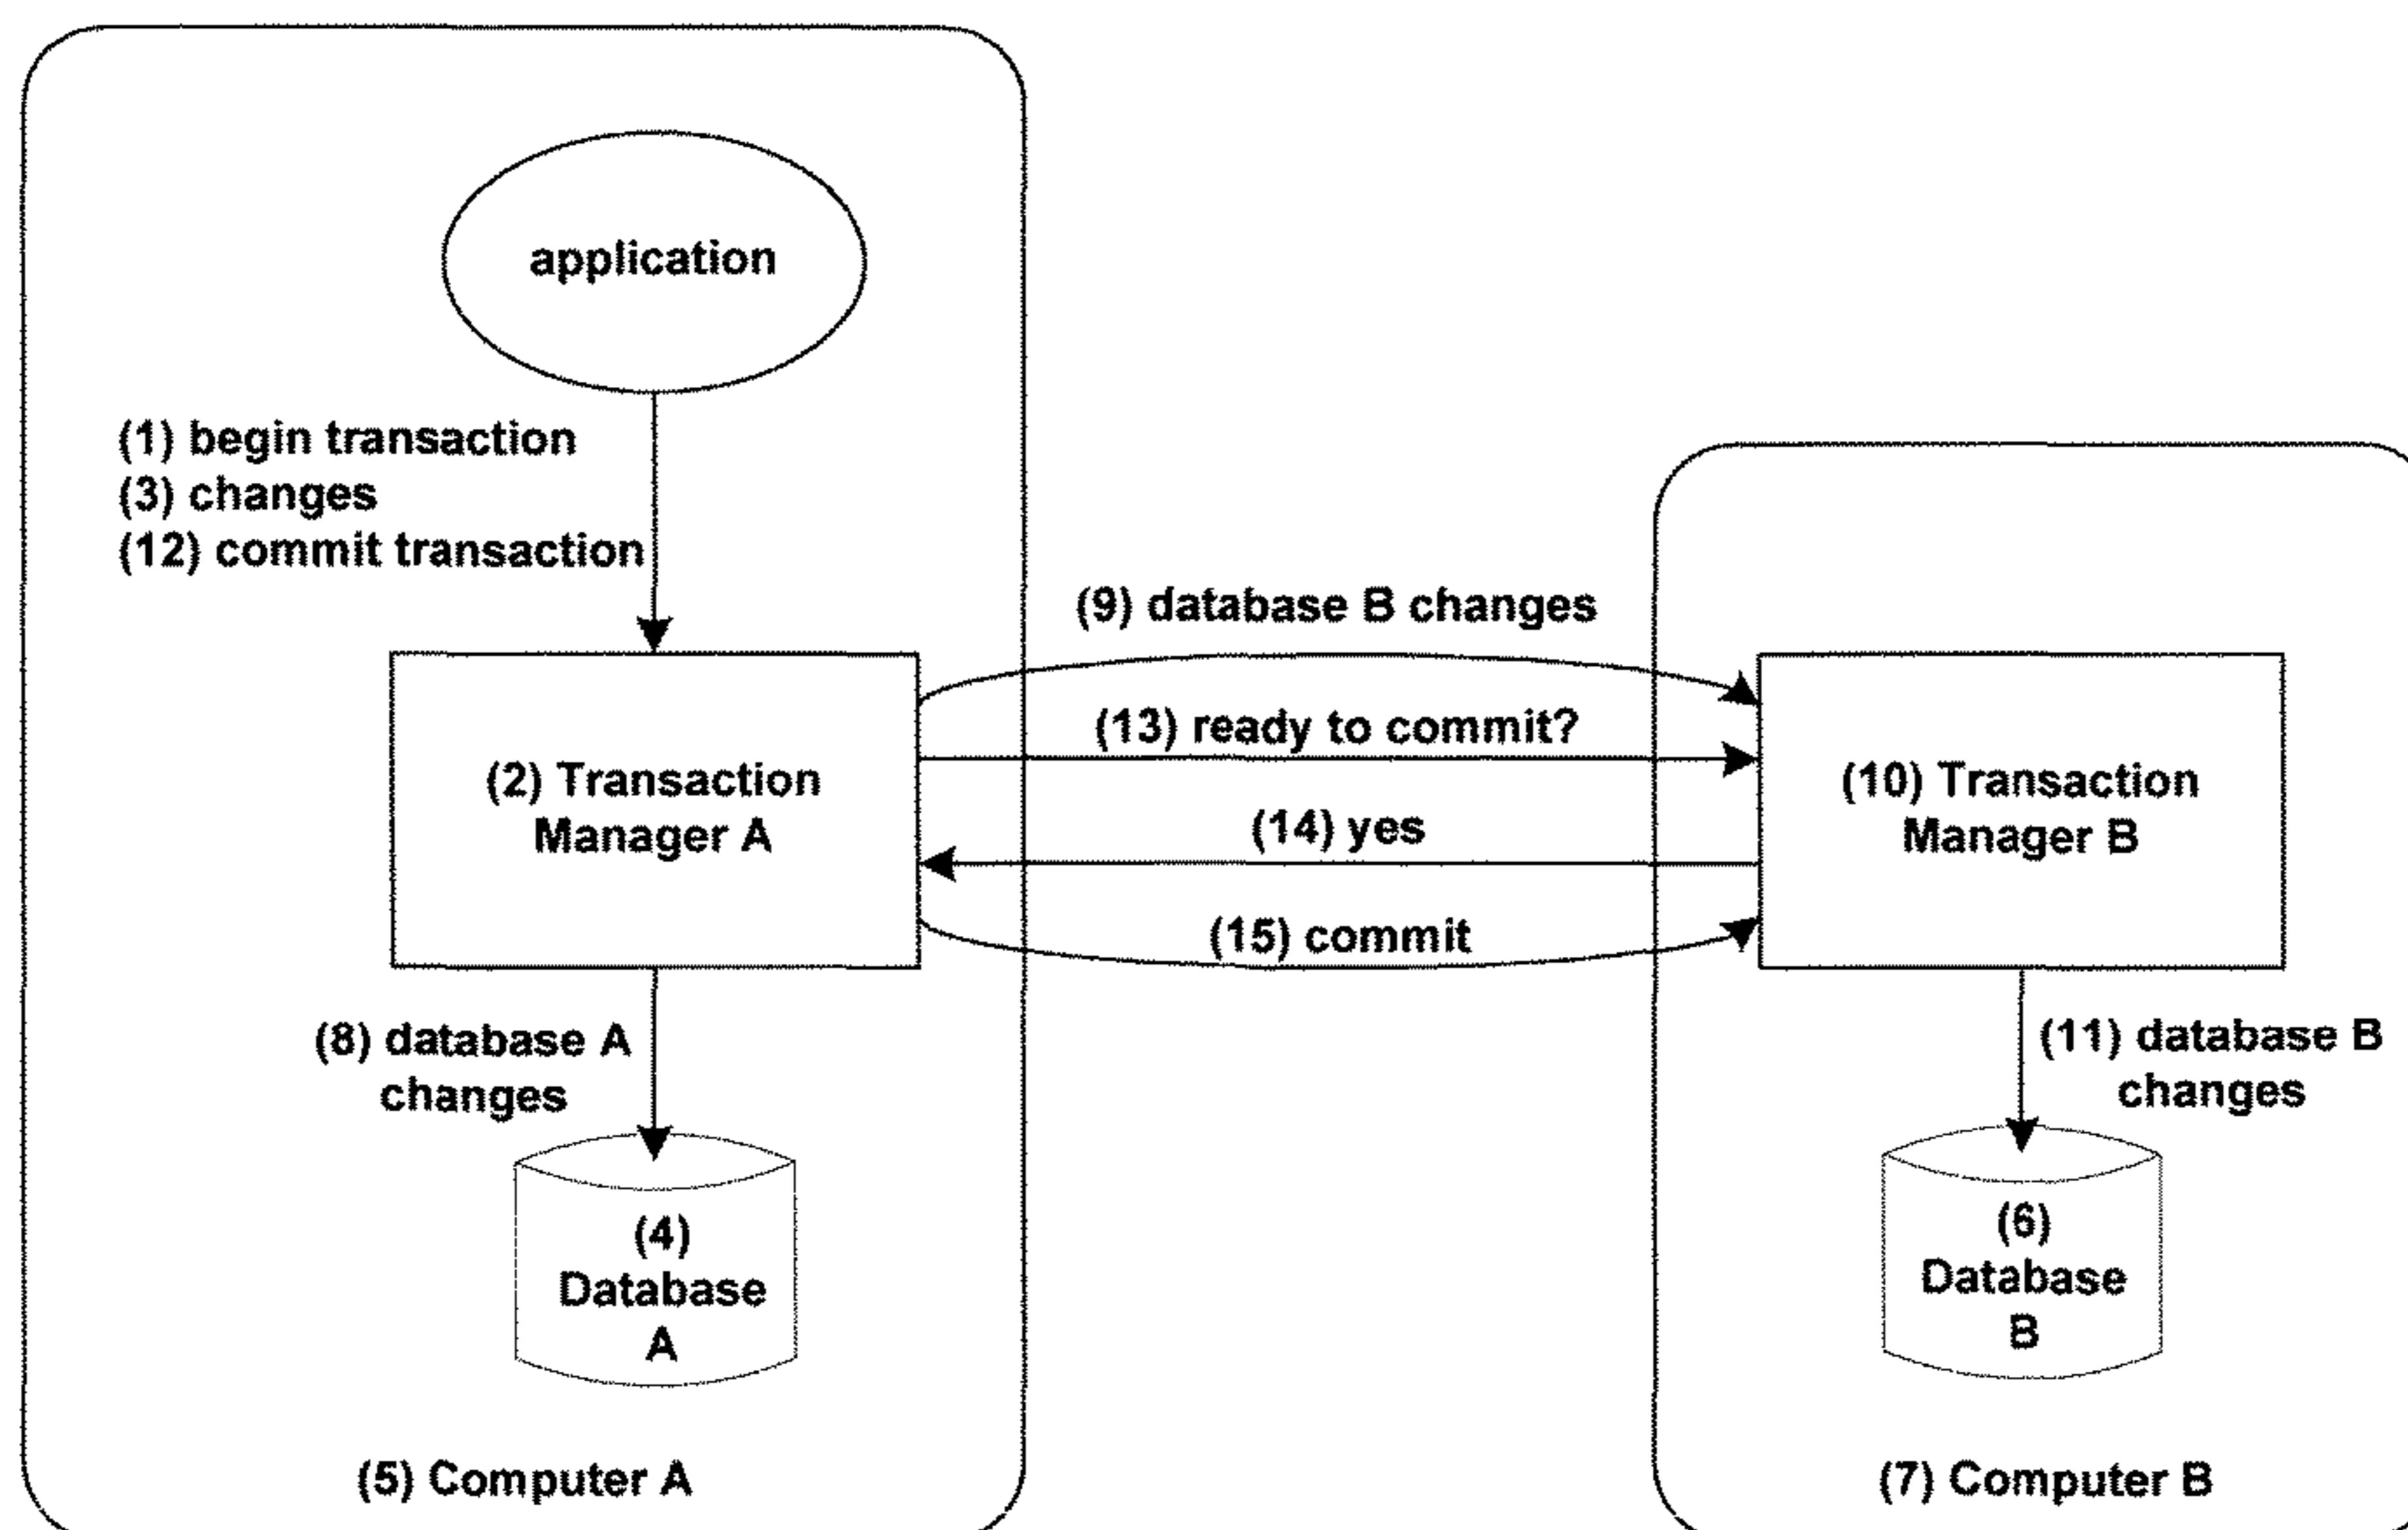 application
(1) begin transaction
(3) changes
(12) commit transaction
(9) database B changes
(13) ready to commit?
(2) Transaction
Manager A
(10) Transaction
Manager B
(14) yes
(15) commit
(8) database A
changes
(11) database B
changes
(4)
Database
A
(6)
Database
B
(5) Computer A
(7) Computer B